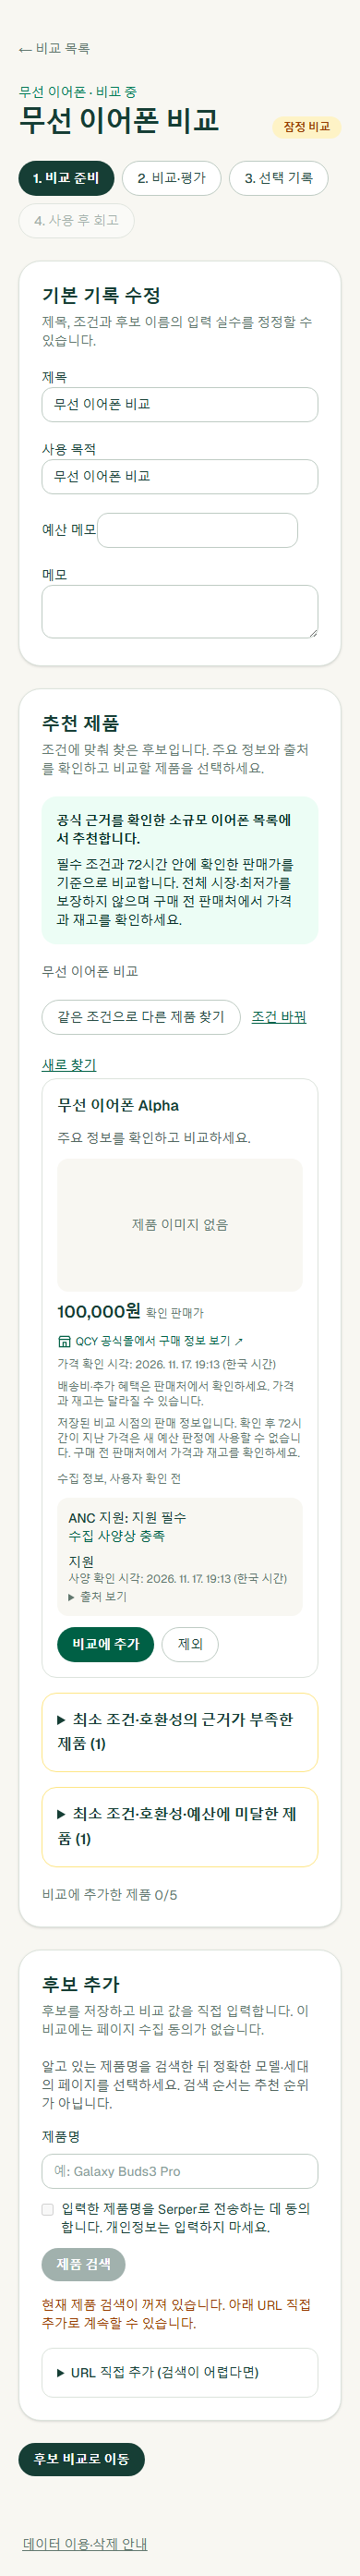 ← 비교 목록
무선 이어폰 · 비교 중
무선 이어폰 비교
잠정 비교
1. 비교 준비
2. 비교·평가
3. 선택 기록
4. 사용 후 회고
기본 기록 수정
제목, 조건과 후보 이름의 입력 실수를 정정할 수
있습니다.
제목
무선 이어폰 비교
사용 목적
무선 이어폰 비교
예산 메모
메모
추천 제품
조건에 맞춰 찾은 후보입니다. 주요 정보와 출처
를 확인하고 비교할 제품을 선택하세요.
공식 근거를 확인한 소규모 이어폰 목록에
서 추천합니다.
필수 조건과 72시간 안에 확인한 판매가를
기준으로 비교합니다. 전체 시장·최저가를
보장하지 않으며 구매 전 판매처에서 가격
과 재고를 확인하세요.
무선 이어폰 비교
같은 조건으로 다른 제품 찾기
조건 바꿔
새로 찾기
무선 이어폰 Alpha
주요 정보를 확인하고 비교하세요.
제품 이미지 없음
100,000원 확인 판매가
QCY 공식몰에서 구매 정보 보기 ↗
가격 확인 시각: 2026. 11. 17. 19:13 (한국 시간)
배송비·추가 혜택은 판매처에서 확인하세요. 가격
과 재고는 달라질 수 있습니다.
저장된 비교 시점의 판매 정보입니다. 확인 후 72시
간이 지난 가격은 새 예산 판정에 사용할 수 없습니
다. 구매 전 판매처에서 가격과 재고를 확인하세요.
수집 정보, 사용자 확인 전
ANC 지원: 지원 필수
수집 사양상 충족
지원
사양 확인 시각: 2026. 11. 17. 19:13 (한국 시간)
▶ 출처 보기
비교에 추가
제외
▶ 최소 조건·호환성의 근거가 부족한
제품 (1)
▶ 최소 조건·호환성·예산에 미달한 제
품 (1)
비교에 추가한 제품 0/5
후보 추가
후보를 저장하고 비교 값을 직접 입력합니다. 이
비교에는 페이지 수집 동의가 없습니다.
알고 있는 제품명을 검색한 뒤 정확한 모델·세대
의 페이지를 선택하세요. 검색 순서는 추천 순위
가 아닙니다.
제품명
예: Galaxy Buds3 Pro
입력한 제품명을 Serper로 전송하는 데 동의
합니다. 개인정보는 입력하지 마세요.
제품 검색
현재 제품 검색이 꺼져 있습니다. 아래 URL 직접
추가로 계속할 수 있습니다.
▶ URL 직접 추가 (검색이 어렵다면)
후보 비교로 이동
데이터 이용·삭제 안내